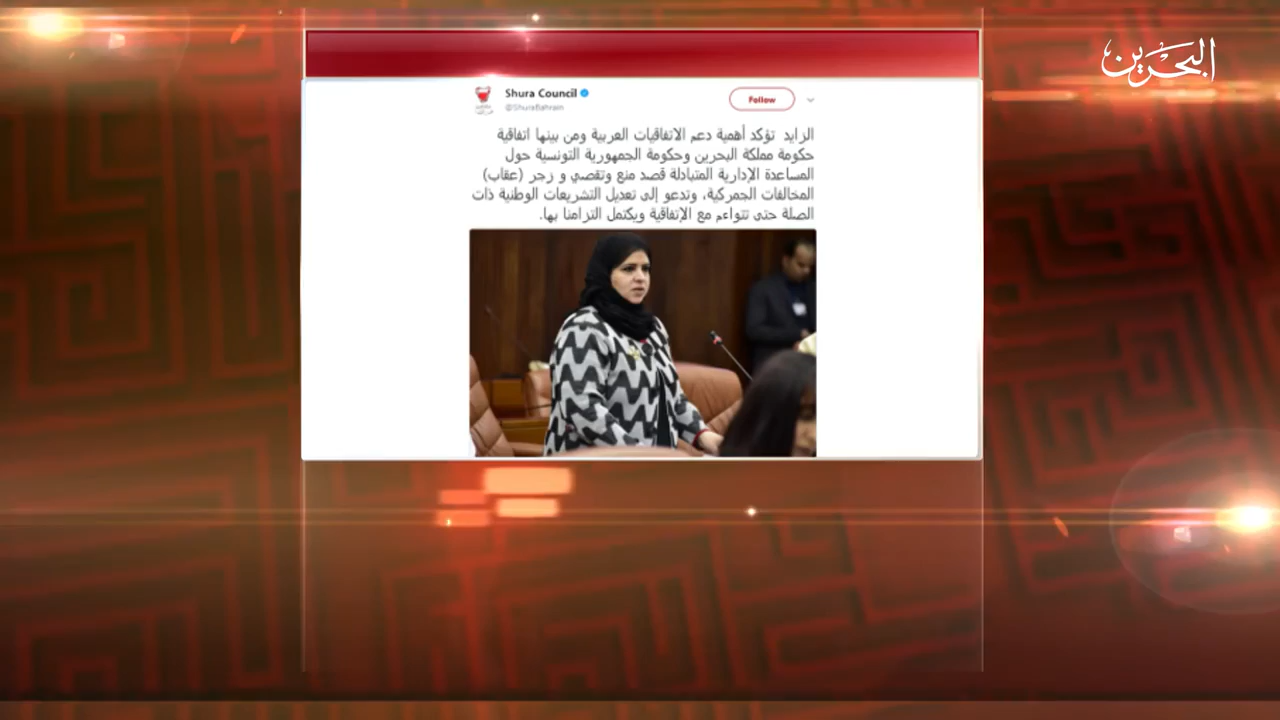 البحرين
Shura Council
@ShuraBahrain
Follow
الزايد تؤكد أهمية دعم الاتفاقيات العربية ومن بينها اتفاقية
حكومة مملكة البحرين وحكومة الجمهورية التونسية حول
المساعدة الإدارية المتبادلة قصد منع وتقصي و زجر (عقاب)
المخالفات الجمركية، وتدعو إلى تعديل التشريعات الوطنية ذات
الصلة حتى تتواءم مع الإتفاقية ويكتمل التزامنا بها.